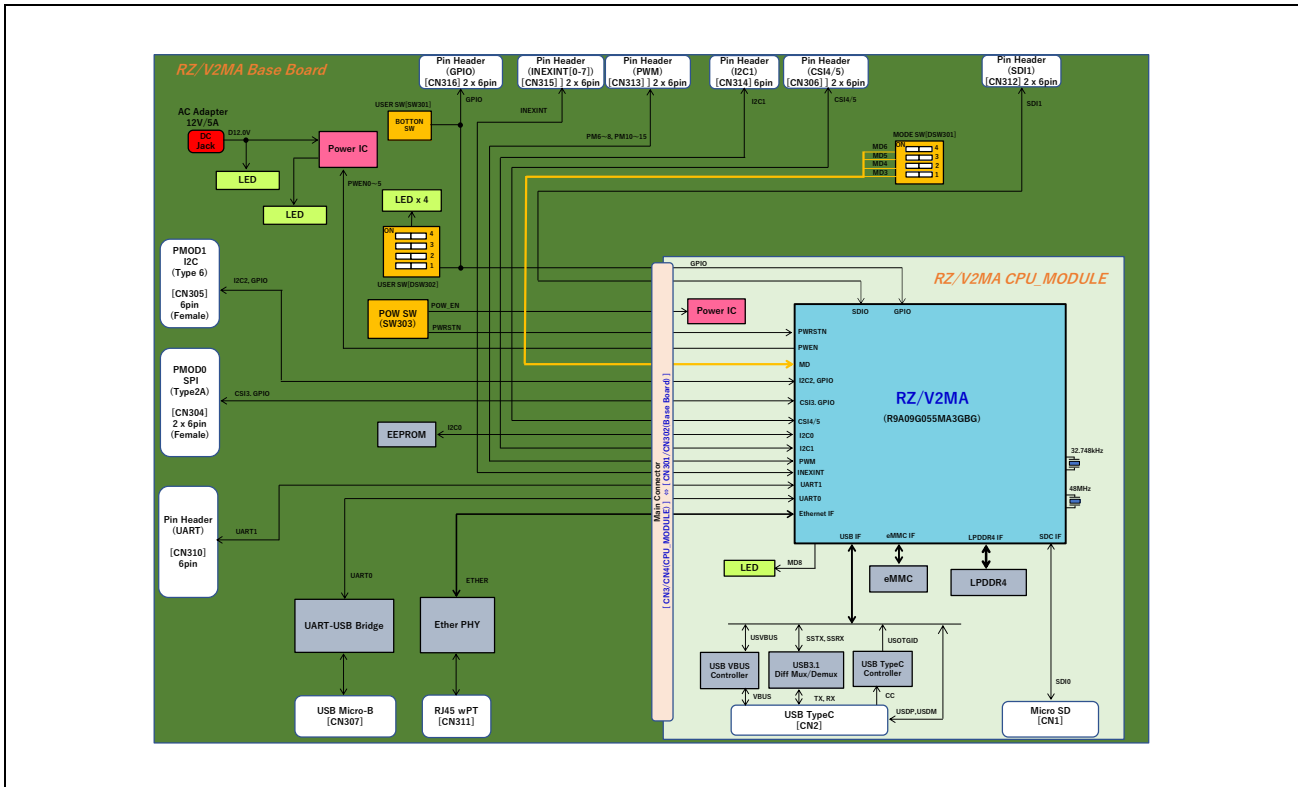 RZ/V2MA Base Board
Pin Header
(GPIO)
[CN316] 2 x 6pin
Pin Header
(INEXINT[0-7])
[CN315] ] 2 x 6pin
Pin Header
(PWM)
[CN313] ] 2 x 6pin
Pin Header
(I2C1)
[CN314] 6pin
Pin Header
(CSI4/5)
[CN306] ] 2 x 6pin
Pin Header
(SDI1)
[CN312] 2 x 6pin
GPIO
INEXINT
PM6~8, PM10~15
I2C1
CSI4/5
SDI1
AC Adapter
12V/5A
DC
Jack
D12.0V
Power IC
LED
LED
PWEN0~5
USER SW[SW301]
BOTTON
SW
MODE SW[DSW301]
ON
MD6
MD5
MD4
MD3
4
3
2
1
LED x 4
ON
4
3
2
1
USER SW[DSW302]
PMOD1
I2C
(Type 6)
[CN305]
6pin
(Female)
I2C2, GPIO
POW SW
(SW303)
POW_EN
PWRSTN
PMOD0
SPI
(Type2A)
[CN304]
2 x 6pin
(Female)
CSI3. GPIO
EEPROM
I2C0
Pin Header
(UART)
[CN310]
6pin
UART1
UART0
ETHER
UART-USB Bridge
Ether PHY
USB Micro-B
[CN307]
RJ45 wPT
[CN311]
Main Connector
[ CN3/CN4(CPU_MODULE)] ⇔ [ CN301/CN302(Base Board)]
GPIO
RZ/V2MA CPU_MODULE
Power IC
SDIO
GPIO
PWRSTN
PWEN
MD
I2C2, GPIO
CSI3. GPIO
CSI4/5
I2C0
I2C1
PWM
INEXINT
UART1
UART0
Ethernet IF
RZ/V2MA
(R9A09G055MA3GBG)
32.748kHz
48MHz
USB IF
eMMC IF
LPDDR4 IF
SDC IF
LED
MD8
eMMC
LPDDR4
USVBUS
SSTX, SSRX
USOTGID
USB VBUS
Controller
USB3.1
Diff Mux/Demux
USB TypeC
Controller
VBUS
TX, RX
CC
USDP,USDM
SDI0
USB TypeC
[CN2]
Micro SD
[CN1]